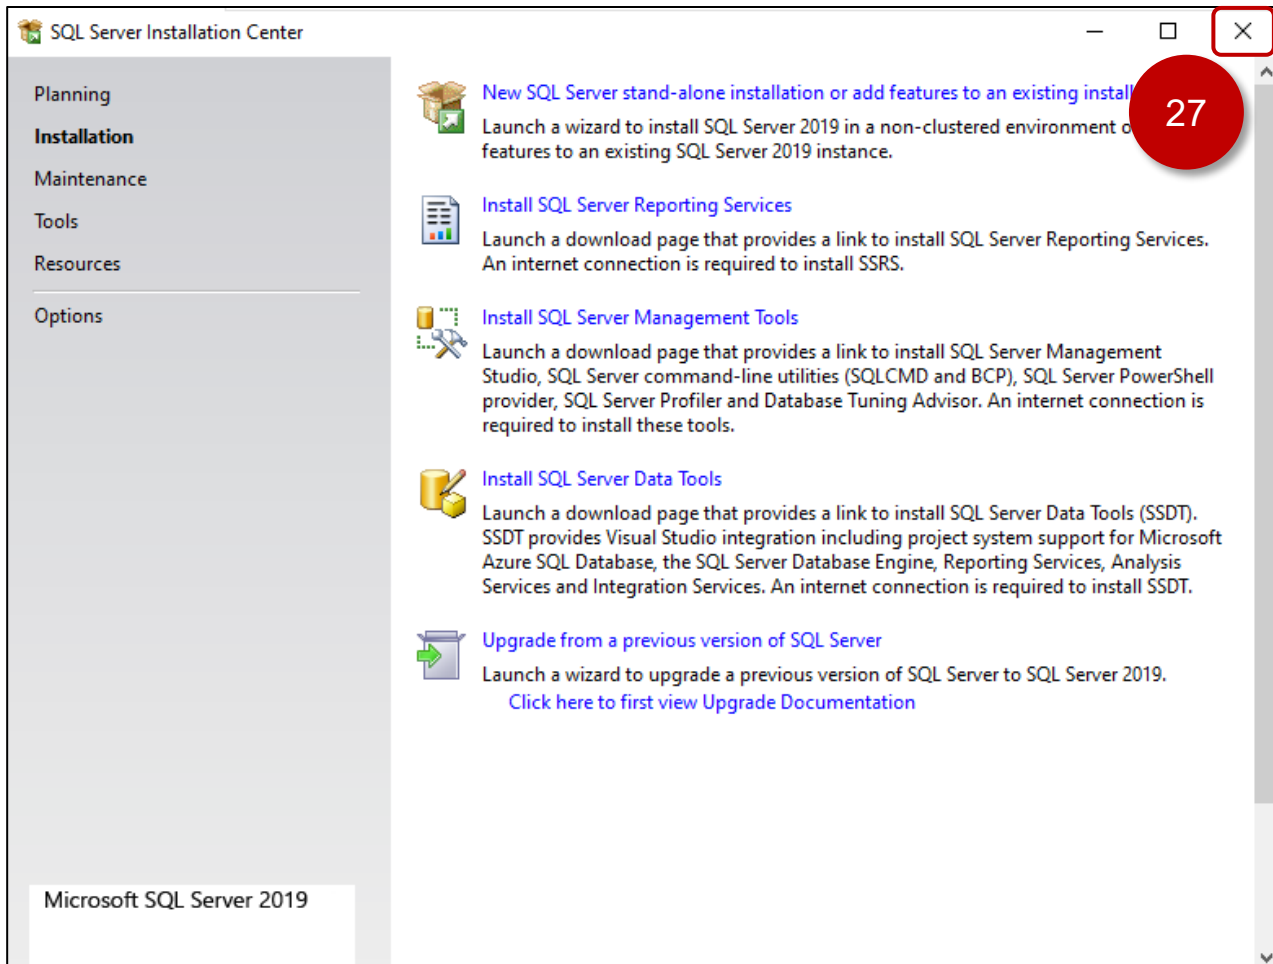 SQL Server Installation Center
Planning
Installation
Maintenance
Tools
Resources
Options
Microsoft SQL Server 2019
New SQL Server stand-alone installation or add features to an existing
Launch a wizard to install SQL Server 2019 in a non-clustered environment
features to an existing SQL Server 2019 instance.
27
Install SQL Server Reporting Services
Launch a download page that provides a link to install SQL Server Reporting Services.
An internet connection is required to install SSRS.
Install SQL Server Management Tools
Launch a download page that provides a link to install SQL Server Management
Studio, SQL Server command-line utilities (SQLCMD and BCP), SQL Server PowerShell
provider, SQL Server Profiler and Database Tuning Advisor. An internet connection is
required to install these tools.
Install SQL Server Data Tools
Launch a download page that provides a link to install SQL Server Data Tools (SSDT).
SSDT provides Visual Studio integration including project system support for Microsoft
Azure SQL Database, the SQL Server Database Engine, Reporting Services, Analysis
Services and Integration Services. An internet connection is required to install SSDT.
Upgrade from a previous version of SQL Server
Launch a wizard to upgrade a previous version of SQL Server to SQL Server 2019.
Click here to first view Upgrade Documentation